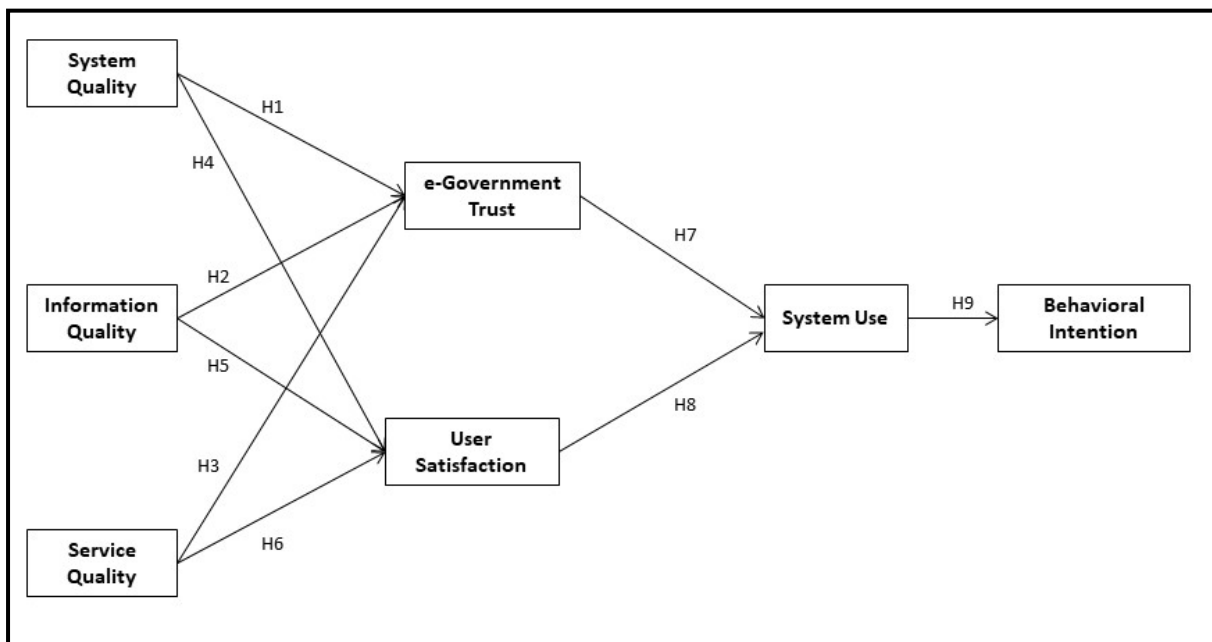 System
Quality
H1
H4
e-Government
Trust
H7
H2
Information
Quality
System Use
H9
Behavioral
Intention
H5
H8
User
Satisfaction
H3
H6
Service
Quality